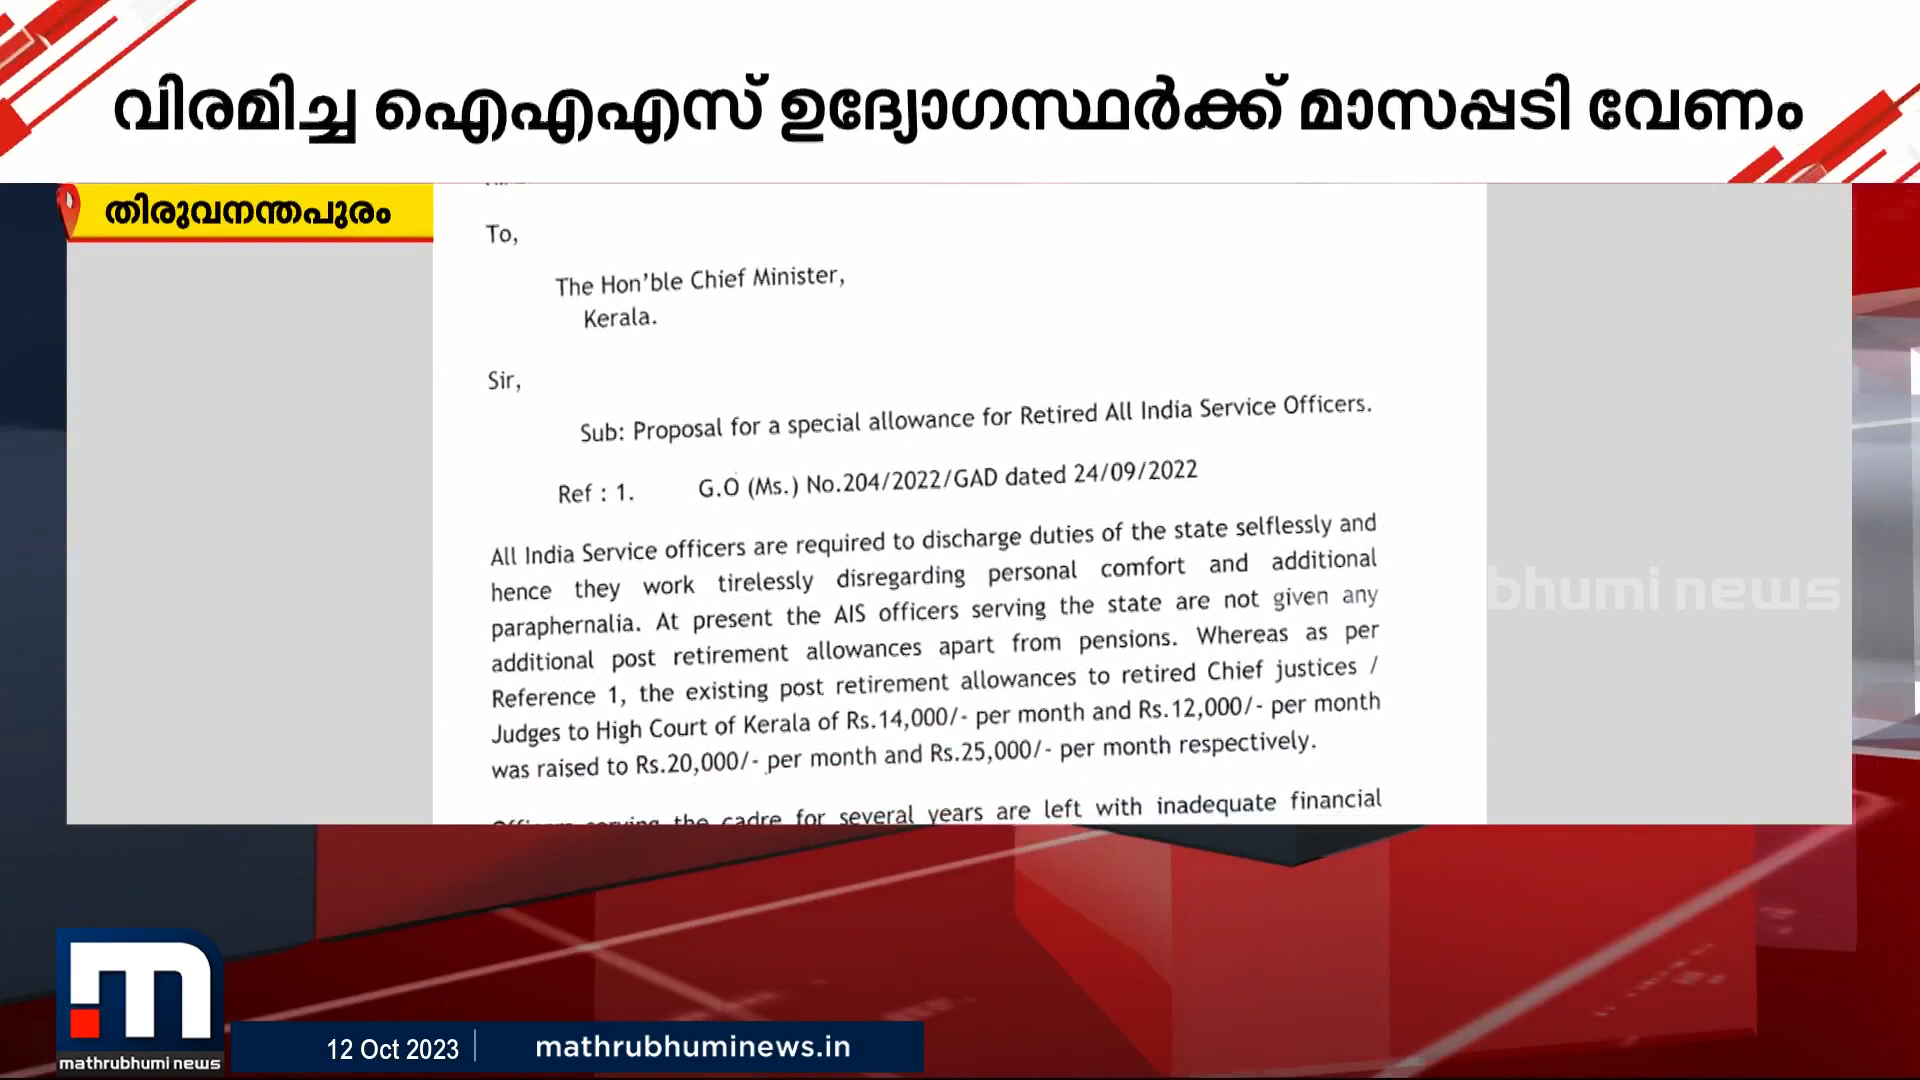 വിരമിച്ച ഐഎഎസ് ഉദ്യോഗസ്ഥർക്ക് മാസപ്പടി വേണം
തിരുവനന്തപുരം
To,
The Hon'ble Chief Minister,
Kerala.
Sir,
Sub: Proposal for a special allowance for Retired All India Service Officers.
Ref : 1. G.O (Ms.) No.204/2022/GAD dated 24/09/2022
All India Service officers are required to discharge duties of the state selflessly and
hence they work tirelessly disregarding personal comfort and additional
paraphernalia. At present the AIS officers serving the state are not given any
additional post retirement allowances apart from pensions. Whereas as per
Reference 1, the existing post retirement allowances to retired Chief justices /
Judges to High Court of Kerala of Rs.14,000/- per month and Rs.12,000/- per month
was raised to Rs.20,000/- per month and Rs.25,000/- per month respectively.
serving the cadre for several years are left with inadequate financial
bhumi news
mathrubhumi news
12 Oct 2023
mathrubhuminews.in